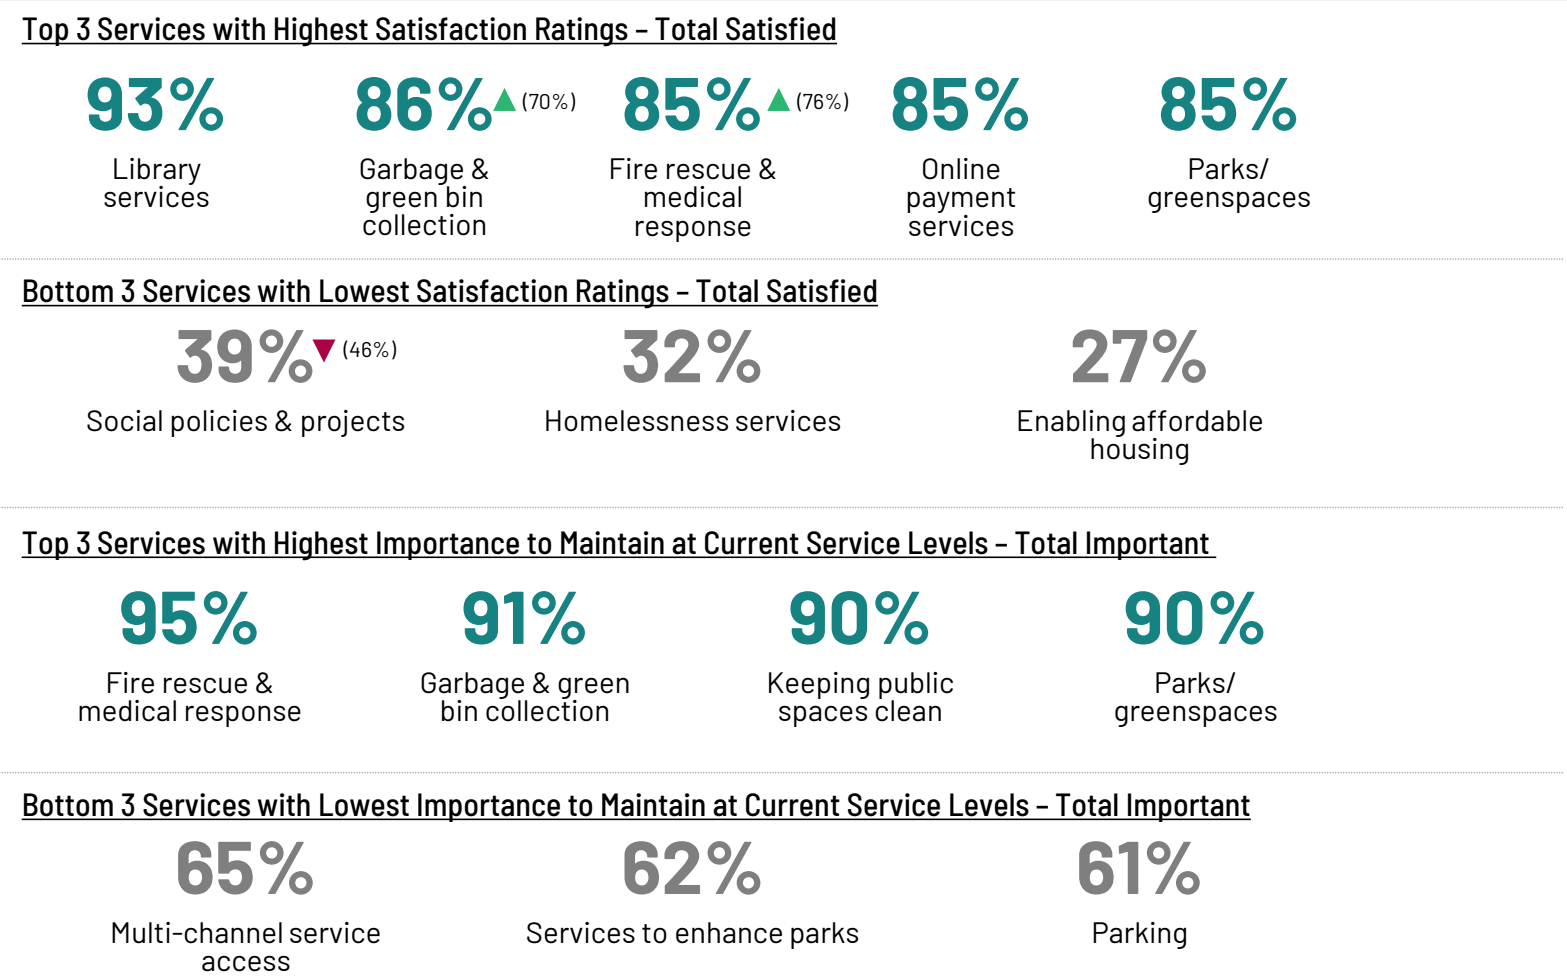 Top 3 Services with Highest Satisfaction Ratings – Total Satisfied
93% 86% ▲ (70%) 85% ▲ (76%) 85% 85%
Library Garbage & Fire rescue & Online Parks/
services green bin medical payment greenspaces
collection response services
Bottom 3 Services with Lowest Satisfaction Ratings – Total Satisfied
39% ▼ (46%) 32% 27%
Social policies & projects Homelessness services Enabling affordable
housing
Top 3 Services with Highest Importance to Maintain at Current Service Levels – Total Important
95% 91% 90% 90%
Fire rescue & Garbage & green Keeping public Parks/
medical response bin collection spaces clean greenspaces
Bottom 3 Services with Lowest Importance to Maintain at Current Service Levels – Total Important
65% 62% 61%
Multi-channel service Services to enhance parks Parking
access